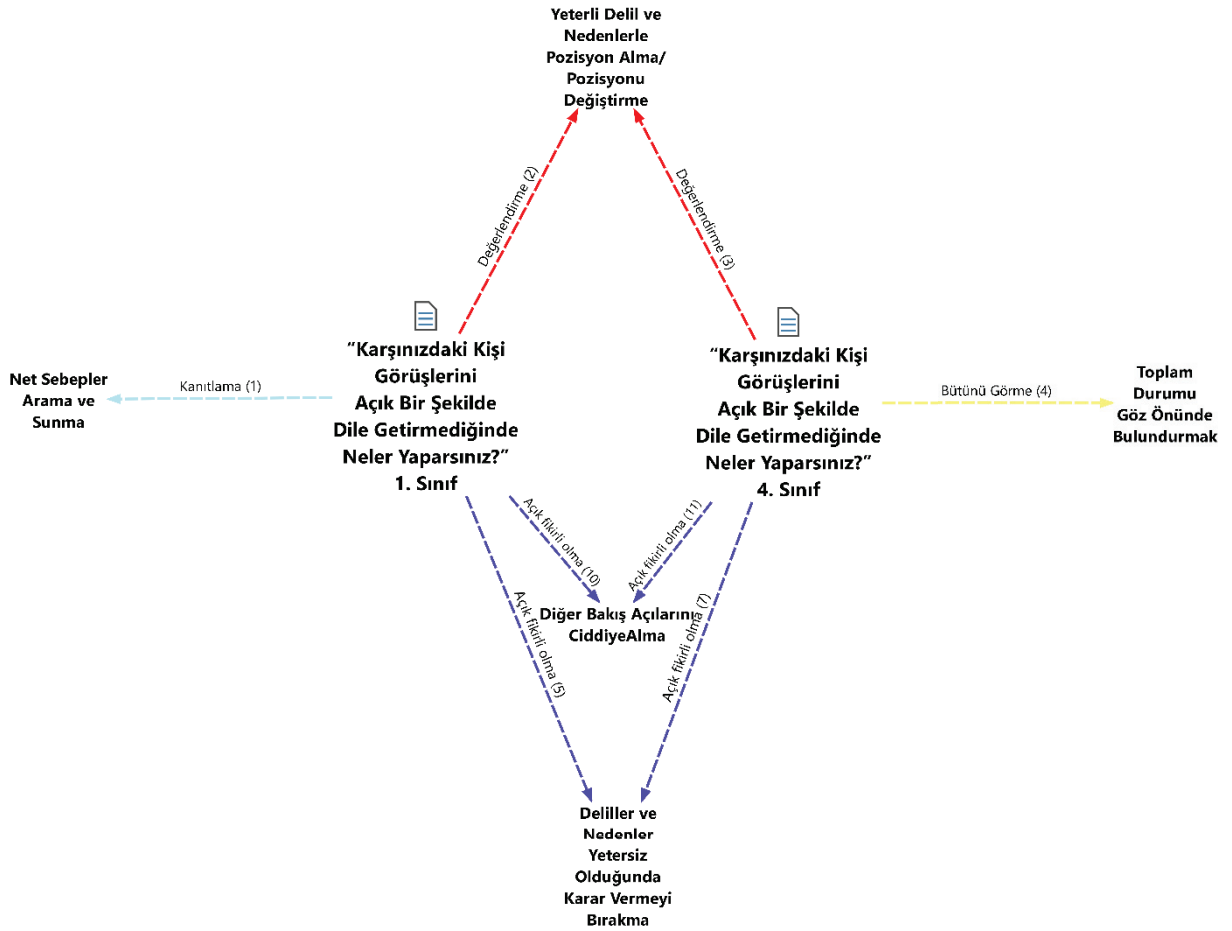 Yeterli Delil ve
Nedenlerle
Pozisyon Alma/
Pozisyonu
Değiştirme
Değerlendirme (2)
Değerlendirme (3)
"Karşınızdaki Kişi
Görüşlerini
Açık Bir Şekilde
Dile Getirmediğinde
Neler Yaparsınız?"
1. Sınıf
"Karşınızdaki Kişi
Görüşlerini
Açık Bir Şekilde
Dile Getirmediğinde
Neler Yaparsınız?"
4. Sınıf
Net Sebepler
Arama ve
Sunma
Kanıtlama (1)
Bütünü Görme (4)
Toplam
Durumu
Göz Önünde
Bulundurmak
Açık fikirli olma (10)
Açık fikirli olma (11)
Açık fikirli olma (5)
Açık fikirli olma (7)
Diğer Bakış Açılarını
CiddiyeAlma
Deliller ve
Nedenler
Yetersiz
Olduğunda
Karar Vermeyi
Bırakma